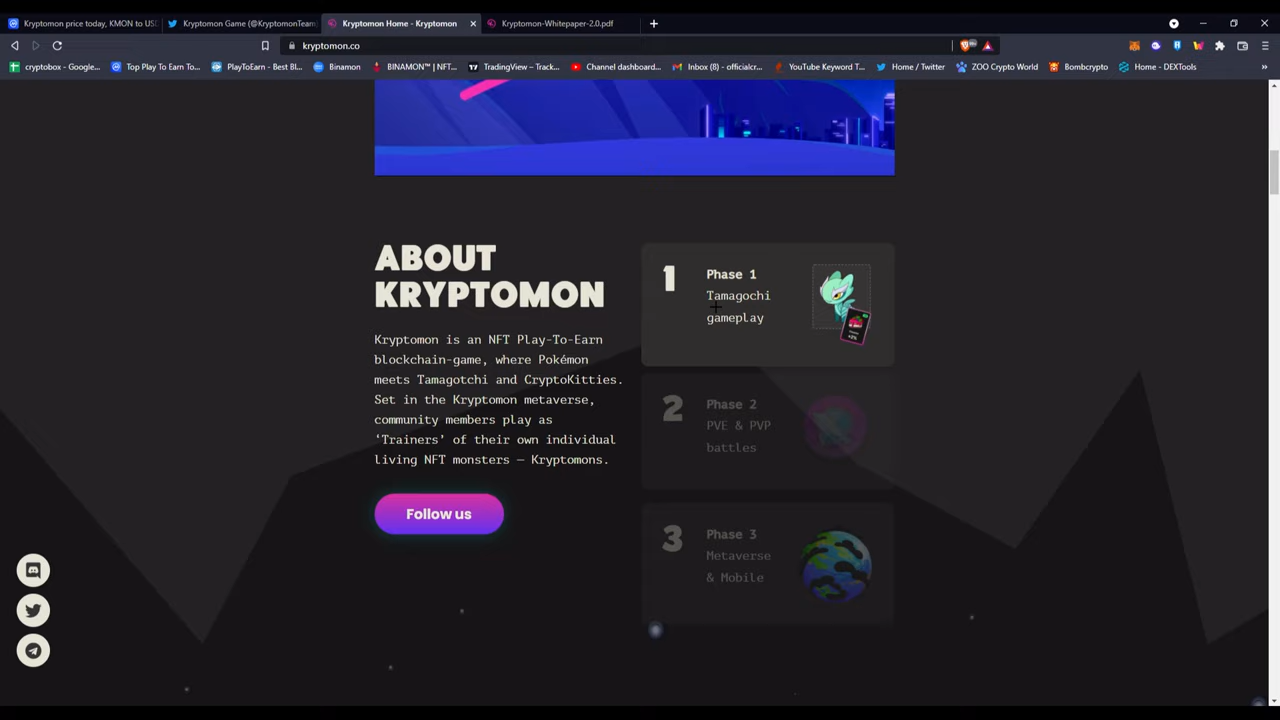 Kryptomon price today, KMON to US
Kryptomon Game (@KryptomonTeam
Kryptomon Home - Kryptomon
Kryptomon-Whitepaper-2.0.pdf
kryptomon.co
cryptobox - Google...
Top Play To Earn To...
PlayToEarn - Best Bl...
Binamon
BINAMON™ | NFT...
TradingView – Track...
Channel dashboard...
Inbox (8) - officialcr...
YouTube Keyword T...
Home / Twitter
ZOO Crypto World
Bombcrypto
Home - DEXTools
ABOUT
KRYPTOMON
Kryptomon is an NFT Play-To-Earn
blockchain-game, where Pokémon
meets Tamagotchi and CryptoKitties.
Set in the Kryptomon metaverse,
community members play as
‘Trainers’ of their own individual
living NFT monsters — Kryptomons.
Follow us
1
Phase 1
Tamagochi
gameplay
2
Phase 2
PVE & PVP
battles
3
Phase 3
Metaverse
& Mobile